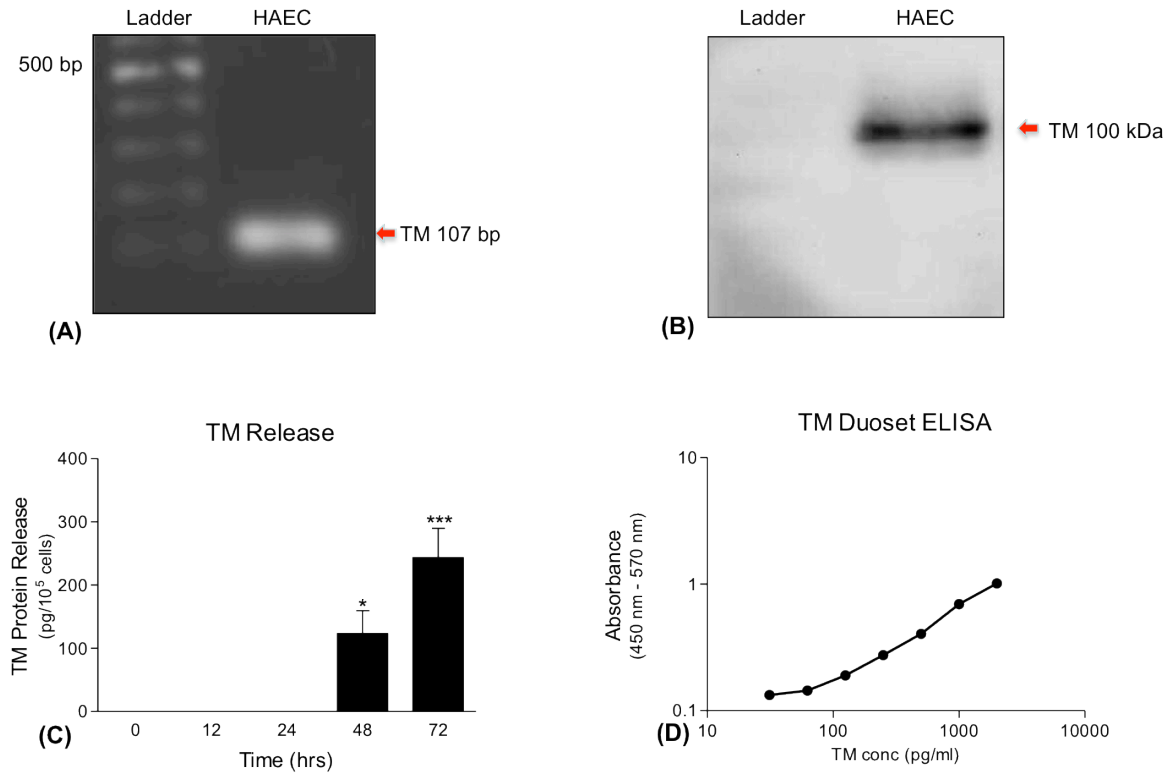 Ladder HAEC
500 bp
TM 107 bp
(A)
Ladder HAEC
TM 100 kDa
(B)
TM Release
TM Protein Release
(pg/10⁵ cells)
400
300
200
100
0
*
***
0 12 24 48 72
Time (hrs)
(C)
TM Duoset ELISA
Absorbance
(450 nm - 570 nm)
10
1
0.1
10 100 1000 10000
TM conc (pg/ml)
(D)